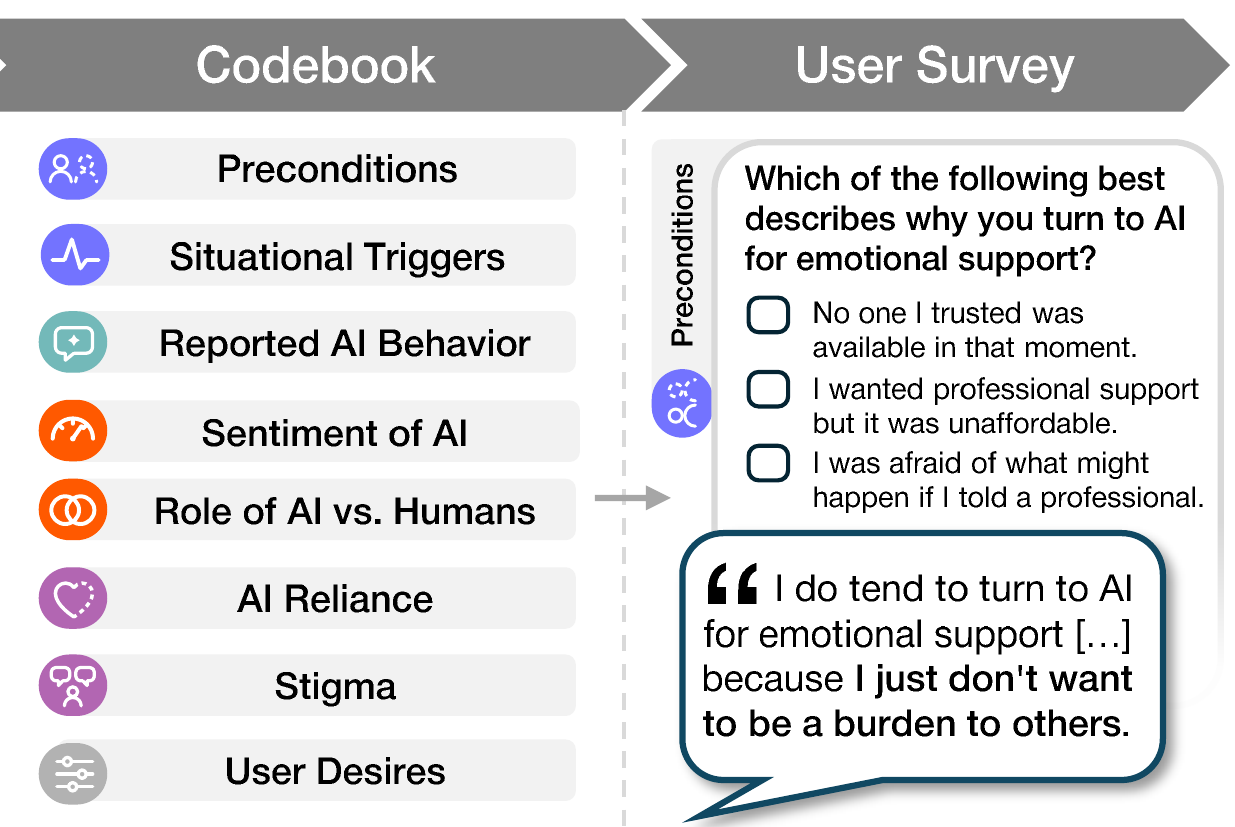 Codebook
User Survey
Preconditions
Situational Triggers
Reported AI Behavior
Sentiment of AI
Role of AI vs. Humans
AI Reliance
Stigma
User Desires
Preconditions
Which of the following best
describes why you turn to AI
for emotional support?
No one I trusted was
available in that moment.
I wanted professional support
but it was unaffordable.
I was afraid of what might
happen if I told a professional.
“ I do tend to turn to AI
for emotional support [...]
because I just don't want
to be a burden to others.